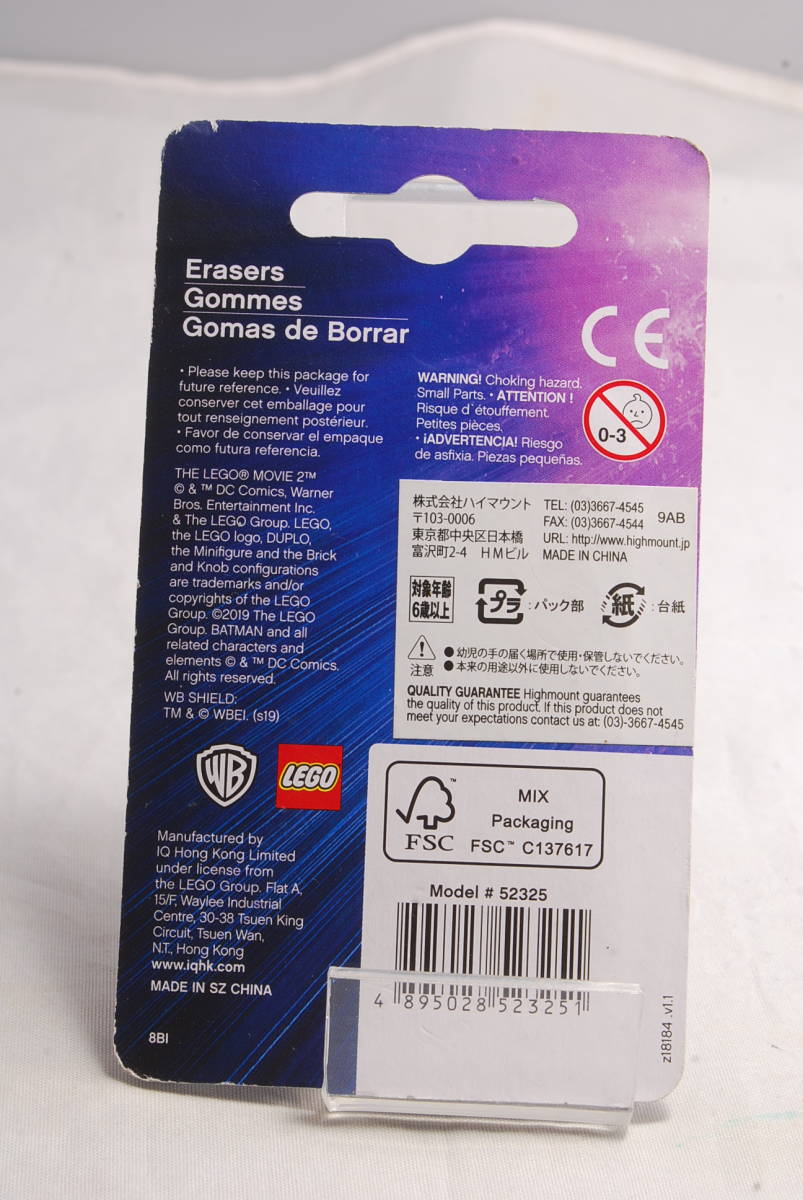 Erasers
Gommes
Gomas de Borrar
• Please keep this package for
future reference. • Veuillez
conserver cet emballage pour
tout renseignement postérieur.
• Favor de conservar el empaque
como futura referencia.
THE LEGO® MOVIE 2™
© & ™ DC Comics, Warner
Bros. Entertainment Inc.
& The LEGO Group. LEGO,
the LEGO logo, DUPLO,
the Minifigure and the Brick
and Knob configurations
are trademarks and/or
copyrights of the LEGO
Group. ©2019 The LEGO
Group. BATMAN and all
related characters and
elements © & ™ DC Comics.
All rights reserved.
WB SHIELD:
TM & © WBEI. (s19)
WB
LEGO
Manufactured by
IQ Hong Kong Limited
under license from
the LEGO Group. Flat A,
15/F, Waylee Industrial
Centre, 30-38 Tsuen King
Circuit, Tsuen Wan,
N.T., Hong Kong
www.iqhk.com
MADE IN SZ CHINA
8BI
CE
WARNING! Choking hazard.
Small Parts. • ATTENTION !
Risque d`étouffement.
Petites pièces.
• ¡ADVERTENCIA! Riesgo
de asfixia. Piezas pequeñas.
0-3
株式会社ハイマウント
〒103-0006
東京都中央区日本橋
富沢町2-4 HMビル
TEL: (03)3667-4545
FAX: (03)3667-4544
URL: http://www.highmount.jp
MADE IN CHINA
9AB
対象年齢
6歳以上
プラ:パック部
紙:台紙
注意
●幼児の手の届く場所で使用・保管しないでください。
●本来の用途以外に使用しないでください。
QUALITY GUARANTEE Highmount guarantees
the quality of this product. If this product does not
meet your expectations contact us at: (03)-3667-4545
FSC™
MIX
Packaging
FSC™ C137617
Model # 52325
4 895028 523251
z18184 .v1.1